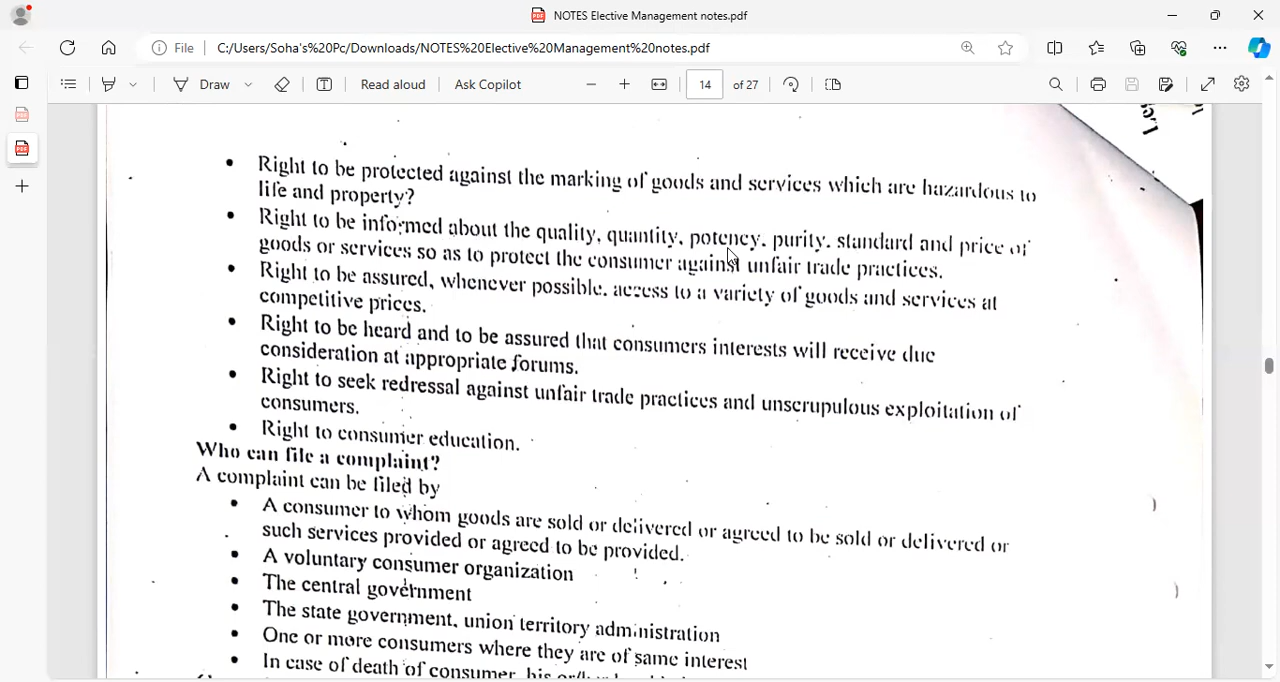 NOTES Elective Management notes.pdf
File C:/Users/Soha's%20Pc/Downloads/NOTES%20Elective%20Management%20notes.pdf
Draw Read aloud Ask Copilot 14 of 27
• Right to be protected against the marking of goods and services which are hazardous to
life and property?
• Right to be informed about the quality, quantity, potency, purity, standard and price of
goods or services so as to protect the consumer against unfair trade practices.
• Right to be assured, whenever possible, access to a variety of goods and services at
competitive prices.
• Right to be heard and to be assured that consumers interests will receive due
consideration at appropriate forums.
• Right to seek redressal against unfair trade practices and unscrupulous exploitation of
consumers.
• Right to consumer education.
Who can file a complaint?
A complaint can be filed by
• A consumer to whom goods are sold or delivered or agreed to be sold or delivered or
such services provided or agreed to be provided.
• A voluntary consumer organization
• The central government
• The state government, union territory administration
• One or more consumers where they are of same interest
• In case of death of consumer, his